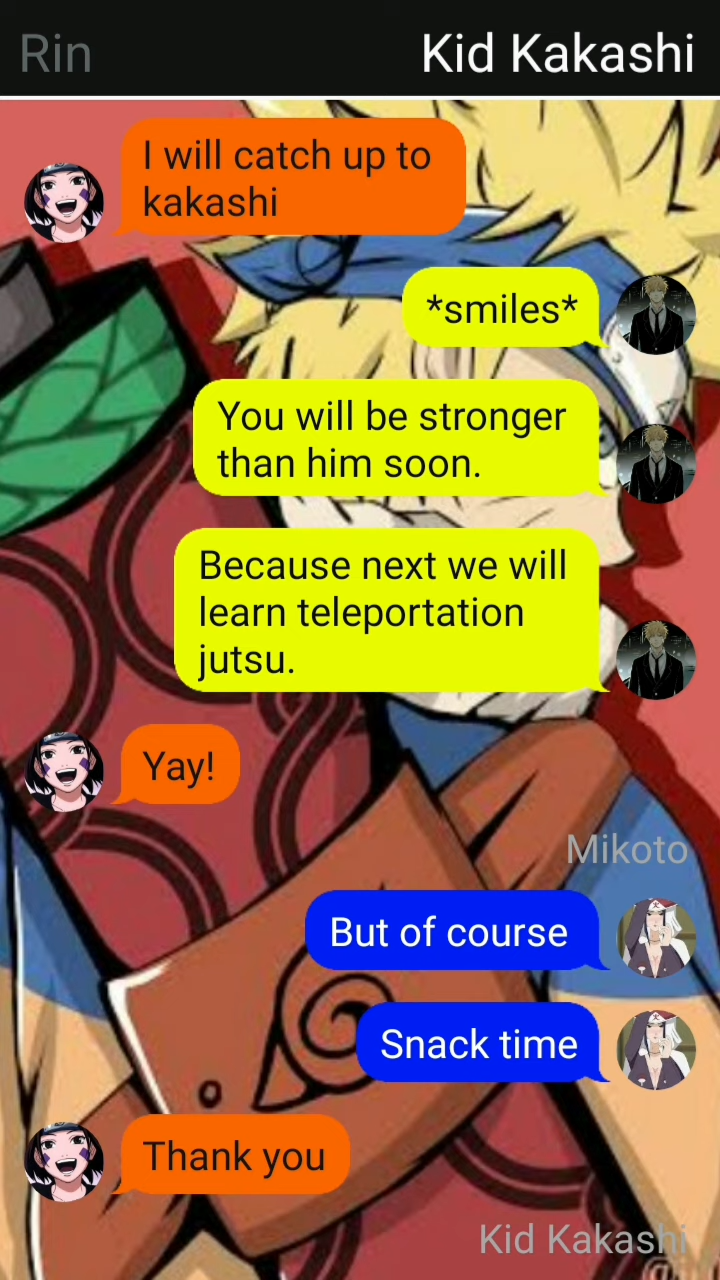 Rin
Kid Kakashi
I will catch up to
kakashi
*smiles*
You will be stronger
than him soon.
Because next we will
learn teleportation
jutsu.
Yay!
Mikoto
But of course
Snack time
Thank you
Kid Kakashi